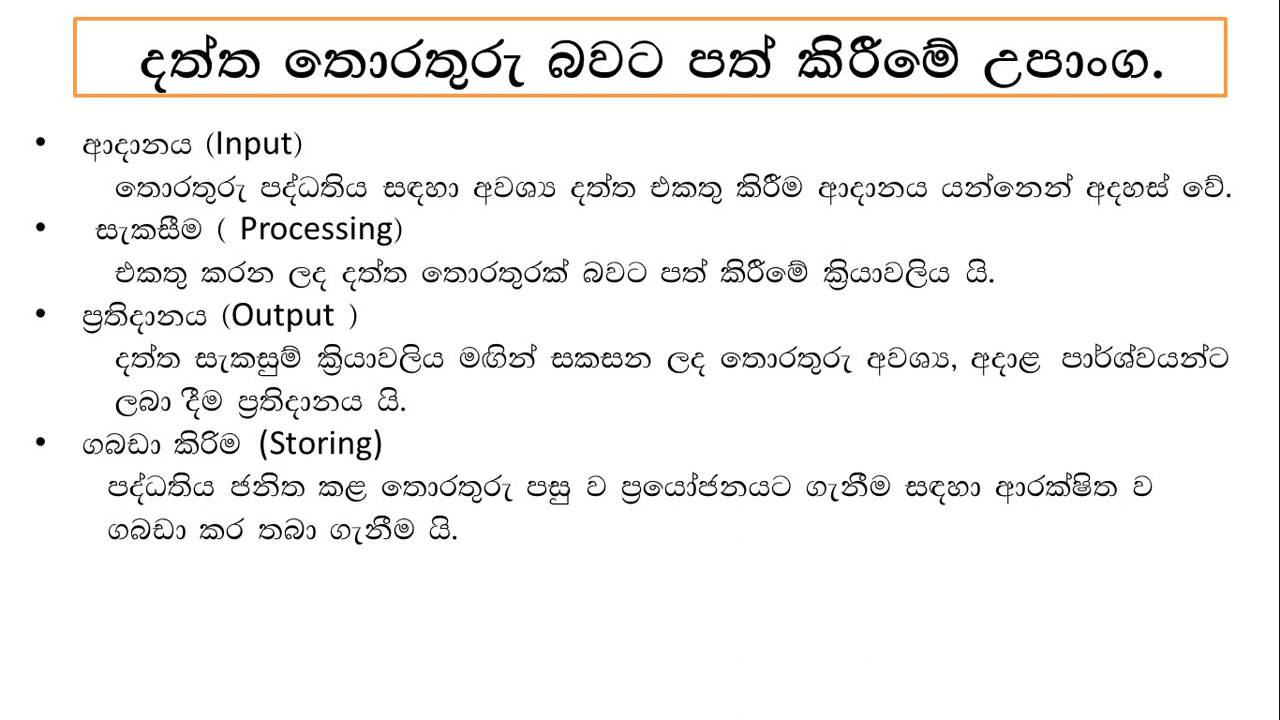 දත්ත තොරතුරු බවට පත් කිරීමේ උපාංග.
• ආදානය (Input)
තොරතුරු පද්ධතිය සඳහා අවශ්‍ය දත්ත එකතු කිරීම ආදානය යන්නෙන් අදහස් වේ.
• සැකසීම ( Processing)
එකතු කරන ලද දත්ත තොරතුරක් බවට පත් කිරීමේ ක්‍රියාවලිය යි.
• ප්‍රතිදානය (Output )
දත්ත සැකසුම් ක්‍රියාවලිය මඟින් සකසන ලද තොරතුරු අවශ්‍ය, අදාළ පාර්ශ්වයන්ට
ලබා දීම ප්‍රතිදානය යි.
• ගබඩා කිරිම (Storing)
පද්ධතිය ජනිත කළ තොරතුරු පසු ව ප්‍රයෝජනයට ගැනීම සඳහා ආරක්ෂිත ව
ගබඩා කර තබා ගැනීම යි.